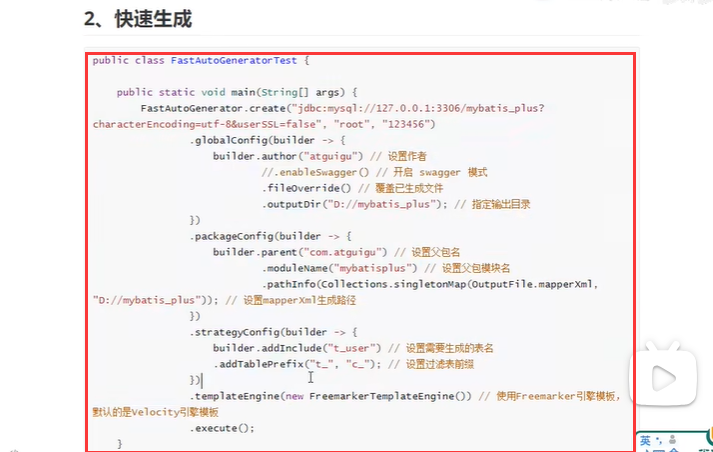 2、快速生成
public class FastAutoGeneratorTest {
public static void main(String[] args) {
FastAutoGenerator.create("jdbc:mysql://127.0.0.1:3306/mybatis_plus?
characterEncoding=utf-8&userSSL=false", "root", "123456")
.globalConfig(builder -> {
builder.author("atguigu") // 设置作者
//.enableSwagger() // 开启 swagger 模式
.fileOverride() // 覆盖已生成文件
.outputDir("D://mybatis_plus"); // 指定输出目录
})
.packageConfig(builder -> {
builder.parent("com.atguigu") // 设置父包名
.moduleName("mybatisplus") // 设置父包模块名
.pathInfo(Collections.singletonMap(OutputFile.mapperXml,
"D://mybatis_plus")); // 设置mapperXml生成路径
})
.strategyConfig(builder -> {
builder.addInclude("t_user") // 设置需要生成的表名
.addTablePrefix("t_", "c_"); // 设置过滤表前缀
})
.templateEngine(new FreemarkerTemplateEngine()) // 使用Freemarker引擎模板，
默认的是Velocity引擎模板
.execute();
}
英